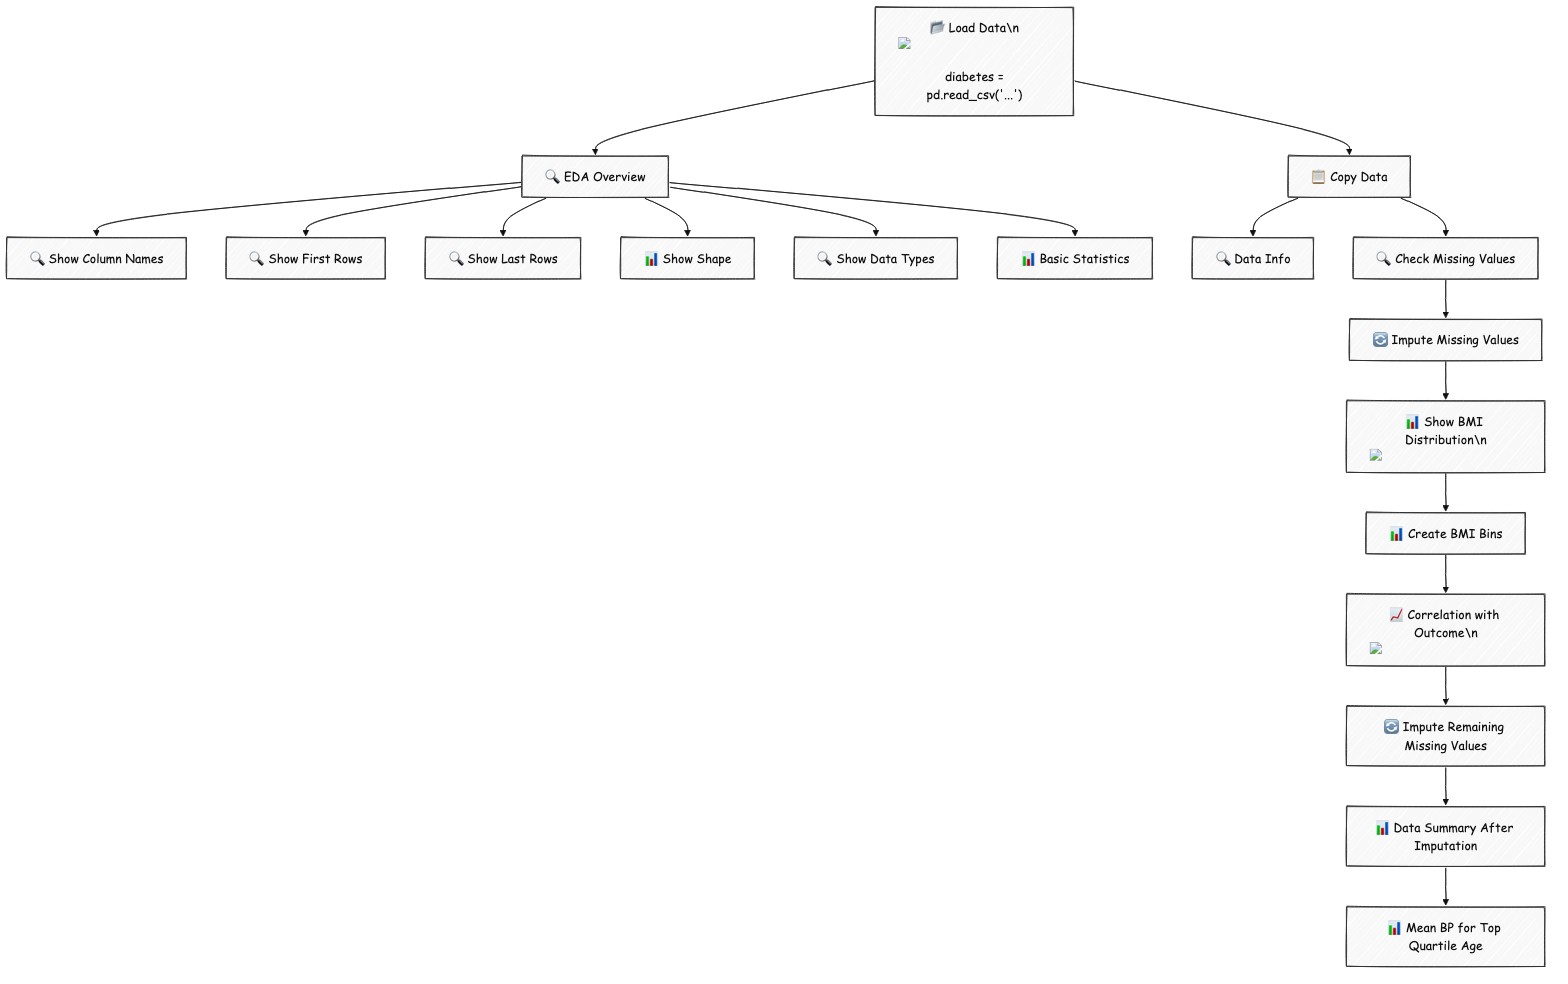 Load Data\n
diabetes =
pd.read_csv('...')
EDA Overview
Copy Data
Show Column Names
Show First Rows
Show Last Rows
Show Shape
Show Data Types
Basic Statistics
Data Info
Check Missing Values
Impute Missing Values
Show BMI
Distribution\n
Create BMI Bins
Correlation with
Outcome\n
Impute Remaining
Missing Values
Data Summary After
Imputation
Mean BP for Top
Quartile Age